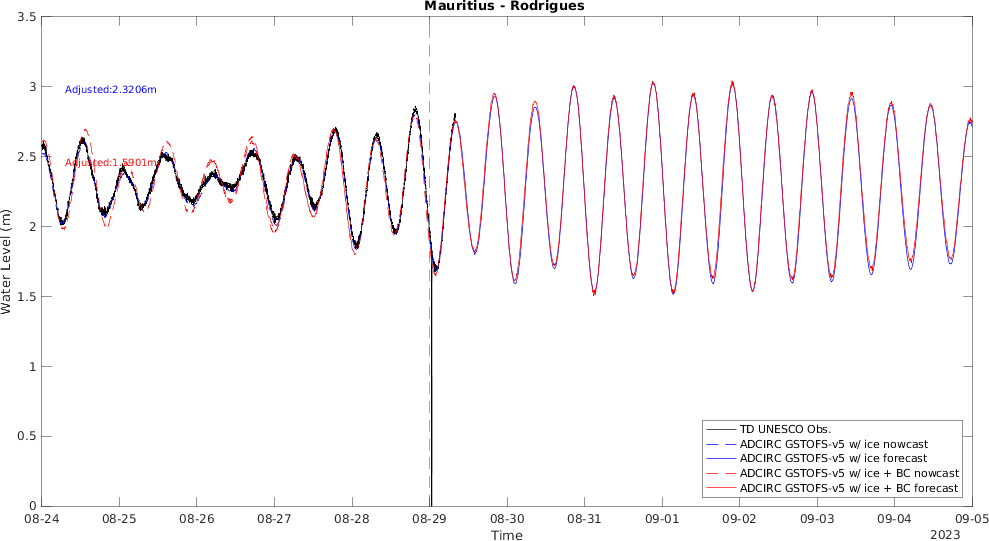 Mauritius - Rodrigues
3.5
3
2.5
2
1.5
1
0.5
0
Water Level (m)
Adjusted:2.3206m
Adjusted:1.5901m
TD UNESCO Obs.
ADCIRC GSTOFS-v5 w/ ice nowcast
ADCIRC GSTOFS-v5 w/ ice forecast
ADCIRC GSTOFS-v5 w/ ice + BC nowcast
ADCIRC GSTOFS-v5 w/ ice + BC forecast
08-24 08-25 08-26 08-27 08-28 08-29 08-30 08-31 09-01 09-02 09-03 09-04 09-05
Time
2023